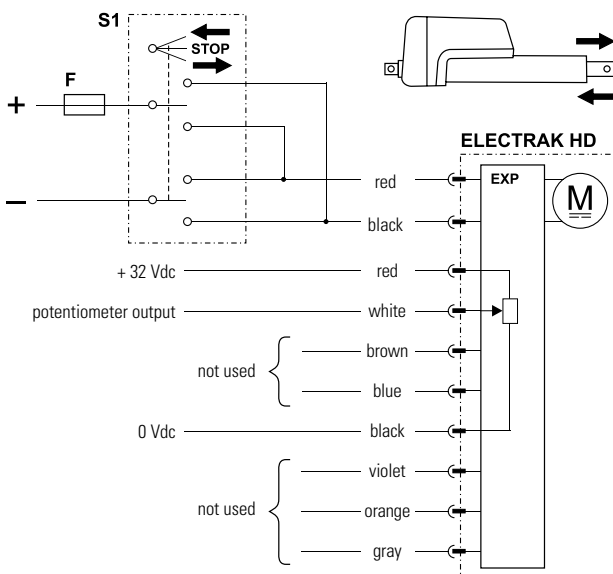 S1
STOP
F
+
–
ELECTRAK HD
EXP
M
red
black
+ 32 Vdc
red
potentiometer output
white
not used
brown
blue
0 Vdc
black
not used
violet
orange
gray